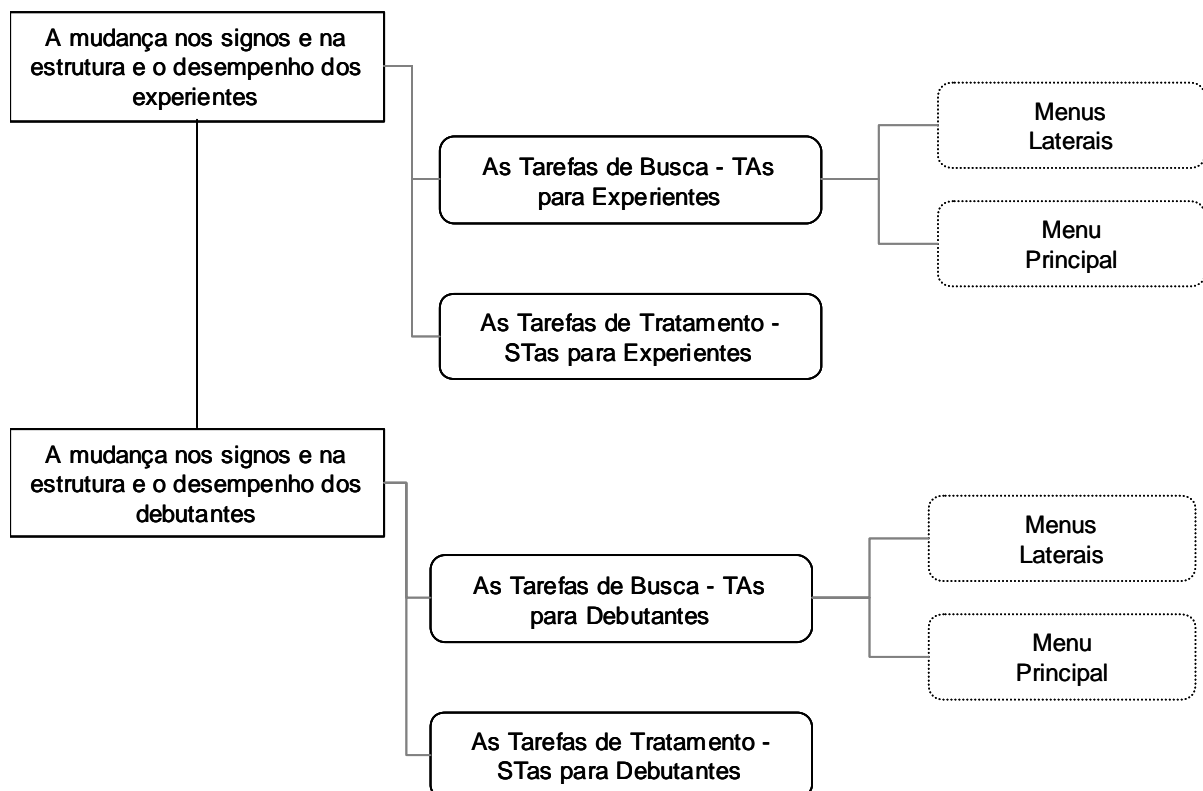 A mudança nos signos e na
estrutura e o desempenho dos
experientes
As Tarefas de Busca - TAs
para Experientes
Menus
Laterais
Menu
Principal
As Tarefas de Tratamento -
STas para Experientes
A mudança nos signos e na
estrutura e o desempenho dos
debutantes
As Tarefas de Busca - TAs
para Debutantes
Menus
Laterais
Menu
Principal
As Tarefas de Tratamento -
STas para Debutantes